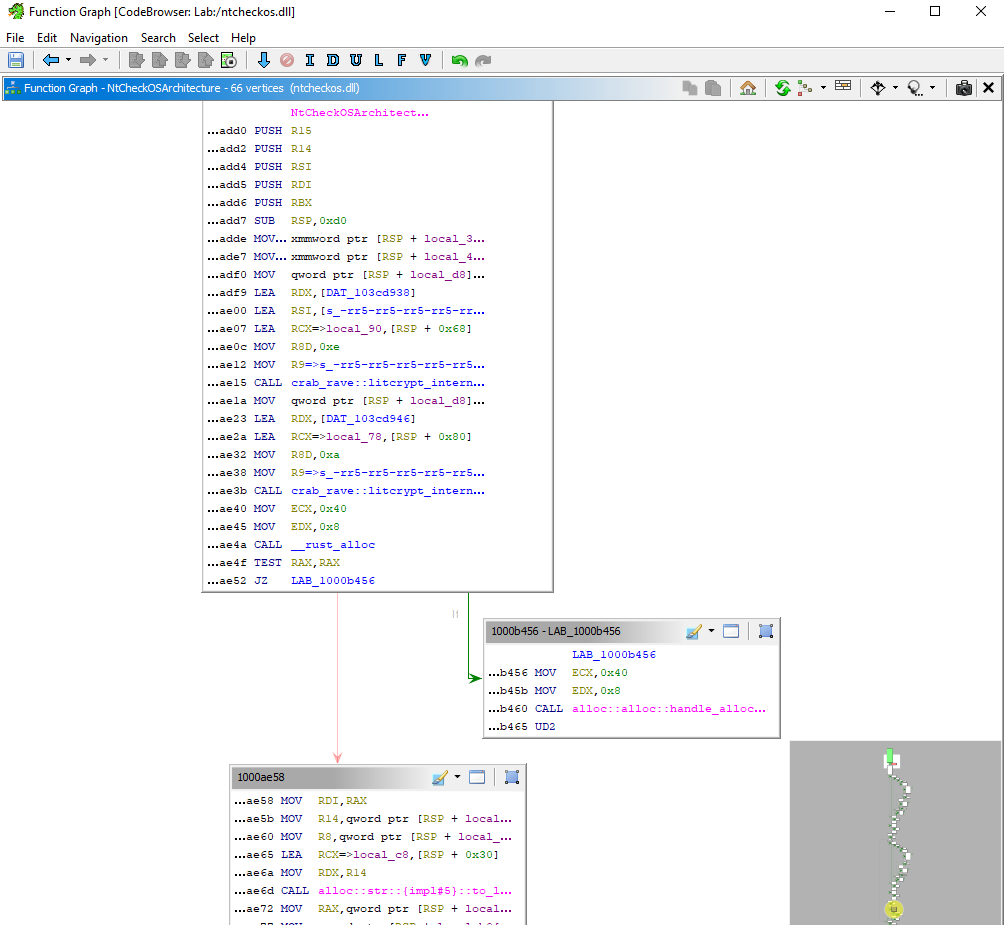 Function Graph [CodeBrowser: Lab:/ntcheckos.dll]
File Edit Navigation Search Select Help
I D U L F V
Function Graph - NtCheckOSArchitecture - 66 vertices (ntcheckos.dll)
NtCheckOSArchitect...
...add0 PUSH R15
...add2 PUSH R14
...add4 PUSH RSI
...add5 PUSH RDI
...add6 PUSH RBX
...add7 SUB RSP,0xd0
...adde MOV... xmmword ptr [RSP + local_3...
...ade7 MOV... xmmword ptr [RSP + local_4...
...adf0 MOV qword ptr [RSP + local_d8]...
...adf9 LEA RDX,[DAT_103cd938]
...ae00 LEA RSI,[s_-rr5-rr5-rr5-rr5-rr...
...ae07 LEA RCX=>local_90,[RSP + 0x68]
...ae0c MOV R8D,0xe
...ae12 MOV R9=>s_-rr5-rr5-rr5-rr5-rr5...
...ae15 CALL crab_rave::litcrypt_intern...
...ae1a MOV qword ptr [RSP + local_d8]...
...ae23 LEA RDX,[DAT_103cd946]
...ae2a LEA RCX=>local_78,[RSP + 0x80]
...ae32 MOV R8D,0xa
...ae38 MOV R9=>s_-rr5-rr5-rr5-rr5-rr5...
...ae3b CALL crab_rave::litcrypt_intern...
...ae40 MOV ECX,0x40
...ae45 MOV EDX,0x8
...ae4a CALL __rust_alloc
...ae4f TEST RAX,RAX
...ae52 JZ LAB_1000b456
1000b456 - LAB_1000b456
LAB_1000b456
...b456 MOV ECX,0x40
...b45b MOV EDX,0x8
...b460 CALL alloc::alloc::handle_alloc...
...b465 UD2
1000ae58
...ae58 MOV RDI,RAX
...ae5b MOV R14,qword ptr [RSP + local...
...ae60 MOV R8,qword ptr [RSP + local_...
...ae65 LEA RCX=>local_c8,[RSP + 0x30]
...ae6a MOV RDX,R14
...ae6d CALL alloc::str::{impl#5}::to_l...
...ae72 MOV RAX,qword ptr [RSP + local...